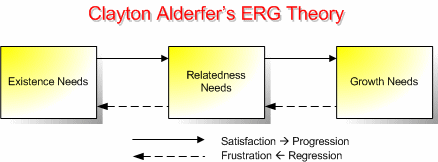 Clayton Alderfer's ERG Theory
Existence Needs
Relatedness
Needs
Growth Needs
Satisfaction → Progression
Frustration ← Regression